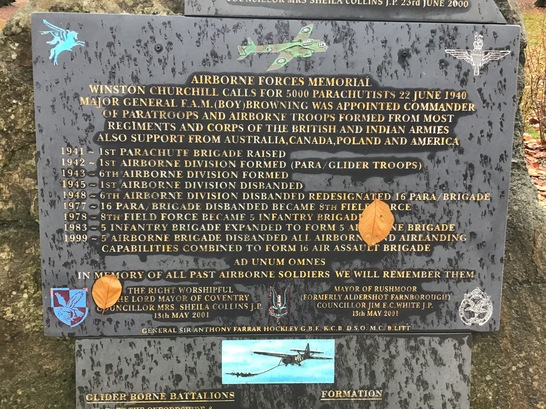 COUNCILLOR MRS SHEILA COLLINS J.P. 23rd JUNE 2000
AIRBORNE FORCES MEMORIAL
WINSTON CHURCHILL CALLS FOR 5000 PARACHUTISTS 22 JUNE 1940
MAJOR GENERAL F.A.M.(BOY)BROWNING WAS APPOINTED COMMANDER
OF PARATROOPS AND AIRBORNE TROOPS FORMED FROM MOST
REGIMENTS AND CORPS OF THE BRITISH AND INDIAN ARMIES
ALSO SUPPORT FROM AUSTRALIA,CANADA,POLAND AND AMERICA
1941 - 1ST PARACHUTE BRIGADE RAISED
1942 - 1ST AIRBORNE DIVISION FORMED (PARA/GLIDER TROOPS)
1943 - 6TH AIRBORNE DIVISION FORMED
1945 - 1ST AIRBORNE DIVISION DISBANDED
1948 - 6TH AIRBORNE DIVISION DISBANDED REDESIGNATED 16 PARA/BRIGADE
1977 - 16 PARA, BRIGADE DISBANDED BECAME 8TH FIELD FORCE
1978 - 8TH FIELD FORCE BECAME 5 INFANTRY BRIGADE
1983 - 5 INFANTRY BRIGADE EXPANDED TO FORM 5 AIRBORNE BRIGADE
1999 - 5 AIRBORNE BRIGADE DISBANDED ALL AIRBORNE AND AIRLANDING
CAPABILITIES COMBINED TO FORM 16 AIR ASSAULT BRIGADE
AD UNUM OMNES
IN MEMORY OF ALL PAST AIRBORNE SOLDIERS WE WILL REMEMBER THEM
THE RIGHT WORSHIPFUL
THE LORD MAYOR OF COVENTRY
COUNCILLOR MRS. SHEILA COLLINS J.P.
13th MAY 2001
MAYOR OF RUSHMOOR
(FORMERLY ALDERSHOT FARNBOROUGH)
COUNCILLOR JIM E.C.WHITE J.P.
13th MAY 2001
GENERAL SIR ANTHONY FARRAR HOCKLEY G.B.E. K.C.B. D.S.O. M.C. B.LITT
GLIDER BORNE BATTALIONS
FORMATION